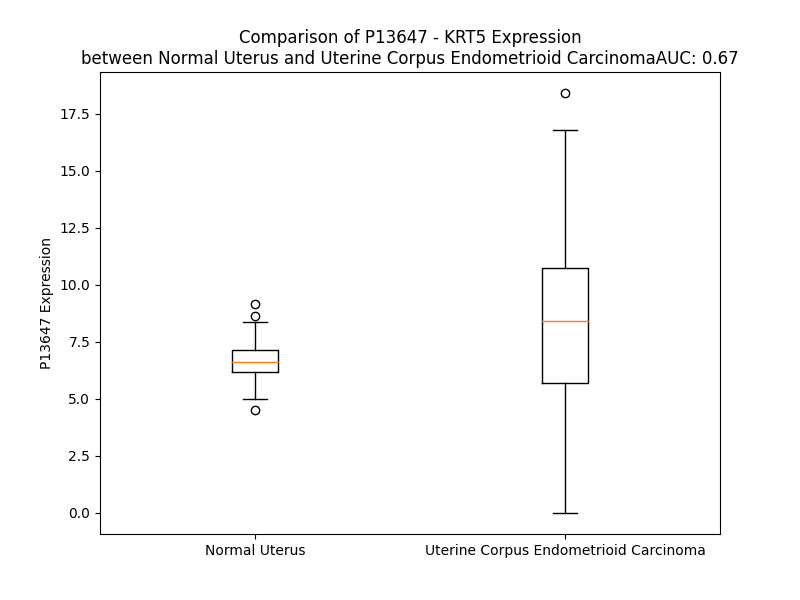 Comparison of P13647 - KRT5 Expression
between Normal Uterus and Uterine Corpus Endometrioid CarcinomaAUC: 0.67
17.5
15.0
12.5
10.0
7.5
5.0
2.5
0.0
P13647 Expression
Normal Uterus
Uterine Corpus Endometrioid Carcinoma